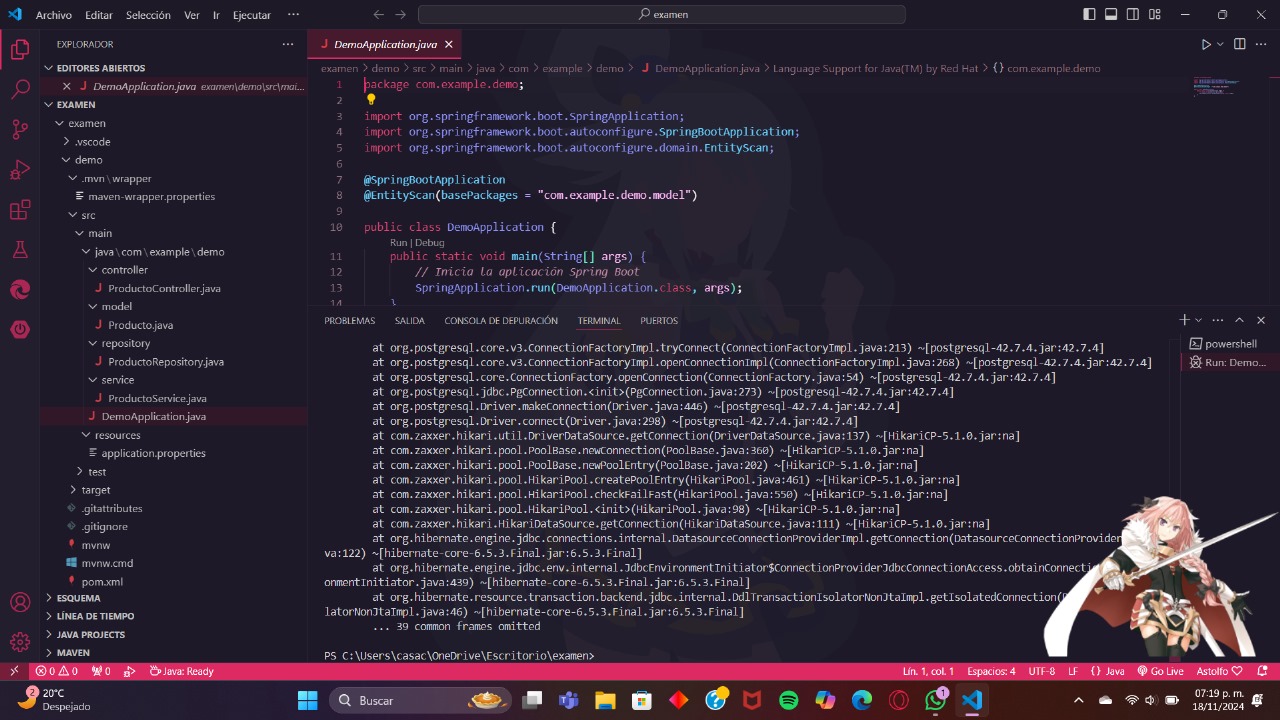 Archivo Editar Selección Ver Ir Ejecutar ··· examen
EXPLORADOR ···
EDITORES ABIERTOS
DemoApplication.java examen\demo\src\mai...
EXAMEN
examen
.vscode
demo
.mvn\wrapper
maven-wrapper.properties
src
main
java\com\example\demo
controller
ProductoController.java
model
Producto.java
repository
ProductoRepository.java
service
ProductoService.java
DemoApplication.java
resources
application.properties
test
target
.gitattributes
.gitignore
mvnw
mvnw.cmd
pom.xml
ESQUEMA
LÍNEA DE TIEMPO
JAVA PROJECTS
MAVEN
DemoApplication.java
examen > demo > src > main > java > com > example > demo > DemoApplication.java > Language Support for Java(TM) by Red Hat > {} com.example.demo
1 package com.example.demo;
2
3 import org.springframework.boot.SpringApplication;
4 import org.springframework.boot.autoconfigure.SpringBootApplication;
5 import org.springframework.boot.autoconfigure.domain.EntityScan;
6
7 @SpringBootApplication
8 @EntityScan(basePackages = "com.example.demo.model")
9
10 public class DemoApplication {
Run | Debug
11 public static void main(String[] args) {
12 // Inicia la aplicación Spring Boot
13 SpringApplication.run(DemoApplication.class, args);
14 }
PROBLEMAS SALIDA CONSOLA DE DEPURACIÓN TERMINAL PUERTOS
powershell
Run: Demo...
at org.postgresql.core.v3.ConnectionFactoryImpl.tryConnect(ConnectionFactoryImpl.java:213) ~[postgresql-42.7.4.jar:42.7.4]
at org.postgresql.core.v3.ConnectionFactoryImpl.openConnectionImpl(ConnectionFactoryImpl.java:268) ~[postgresql-42.7.4.jar:42.7.4]
at org.postgresql.core.ConnectionFactory.openConnection(ConnectionFactory.java:54) ~[postgresql-42.7.4.jar:42.7.4]
at org.postgresql.jdbc.PgConnection.<init>(PgConnection.java:273) ~[postgresql-42.7.4.jar:42.7.4]
at org.postgresql.Driver.makeConnection(Driver.java:446) ~[postgresql-42.7.4.jar:42.7.4]
at org.postgresql.Driver.connect(Driver.java:298) ~[postgresql-42.7.4.jar:42.7.4]
at com.zaxxer.hikari.util.DriverDataSource.getConnection(DriverDataSource.java:137) ~[HikariCP-5.1.0.jar:na]
at com.zaxxer.hikari.pool.PoolBase.newConnection(PoolBase.java:360) ~[HikariCP-5.1.0.jar:na]
at com.zaxxer.hikari.pool.PoolBase.newPoolEntry(PoolBase.java:202) ~[HikariCP-5.1.0.jar:na]
at com.zaxxer.hikari.pool.HikariPool.createPoolEntry(HikariPool.java:461) ~[HikariCP-5.1.0.jar:na]
at com.zaxxer.hikari.pool.HikariPool.checkFailFast(HikariPool.java:550) ~[HikariCP-5.1.0.jar:na]
at com.zaxxer.hikari.pool.HikariPool.<init>(HikariPool.java:98) ~[HikariCP-5.1.0.jar:na]
at com.zaxxer.hikari.HikariDataSource.getConnection(HikariDataSource.java:111) ~[HikariCP-5.1.0.jar:na]
at org.hibernate.engine.jdbc.connections.internal.DatasourceConnectionProviderImpl.getConnection(DatasourceConnectionProvider
va:122) ~[hibernate-core-6.5.3.Final.jar:6.5.3.Final]
at org.hibernate.engine.jdbc.env.internal.JdbcEnvironmentInitiator$ConnectionProviderJdbcConnectionAccess.obtainConnectio
onmentInitiator.java:439) ~[hibernate-core-6.5.3.Final.jar:6.5.3.Final]
at org.hibernate.resource.transaction.backend.jdbc.internal.DdlTransactionIsolatorNonJtaImpl.getIsolatedConnection(
latorNonJtaImpl.java:46) ~[hibernate-core-6.5.3.Final.jar:6.5.3.Final]
... 39 common frames omitted
PS C:\Users\casac\OneDrive\Escritorio\examen>
0 0 0 Java: Ready Lín. 1, col. 1 Espacios: 4 UTF-8 LF {} Java Go Live Astolfo ♡
2 20°C
Despejado
Buscar
1
07:19 p. m.
18/11/2024